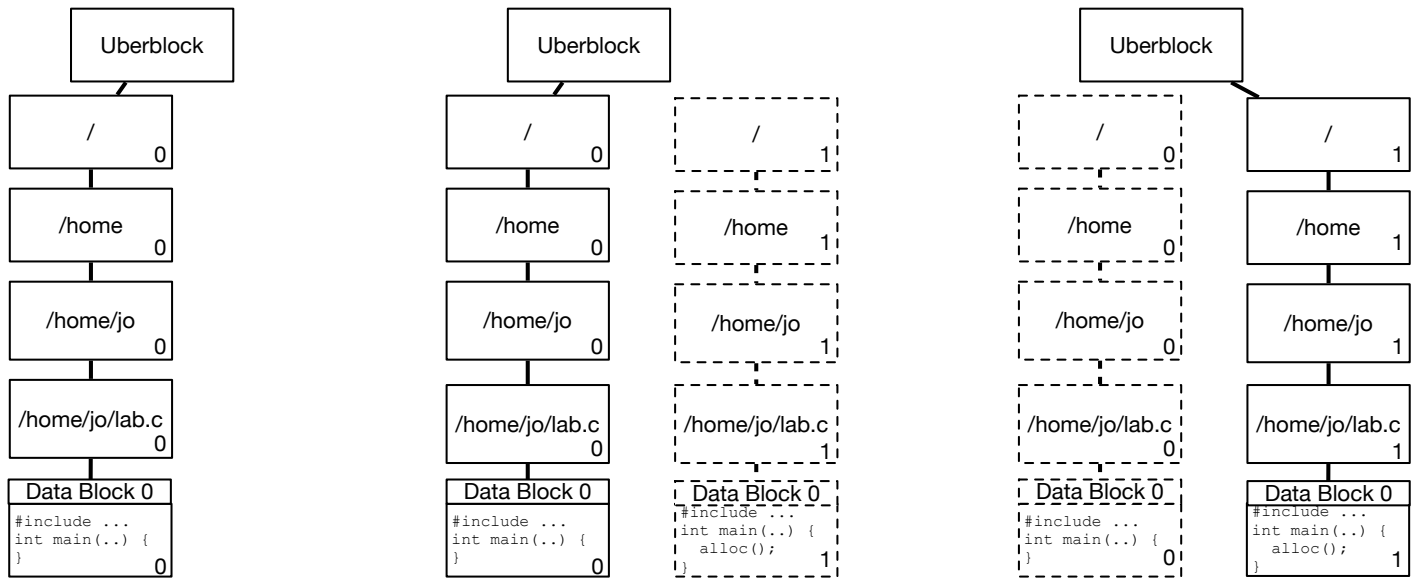 Uberblock
/
0
/home
0
/home/jo
0
/home/jo/lab.c
0
Data Block 0
#include ...
int main(..) {
}
0
Uberblock
/
0
/home
0
/home/jo
0
/home/jo/lab.c
0
Data Block 0
#include ...
int main(..) {
}
0
/
1
/home
1
/home/jo
1
/home/jo/lab.c
1
Data Block 0
#include ...
int main(..) {
alloc();
}
1
Uberblock
/
0
/home
0
/home/jo
0
/home/jo/lab.c
0
Data Block 0
#include ...
int main(..) {
}
0
/
1
/home
1
/home/jo
1
/home/jo/lab.c
1
Data Block 0
#include ...
int main(..) {
alloc();
}
1